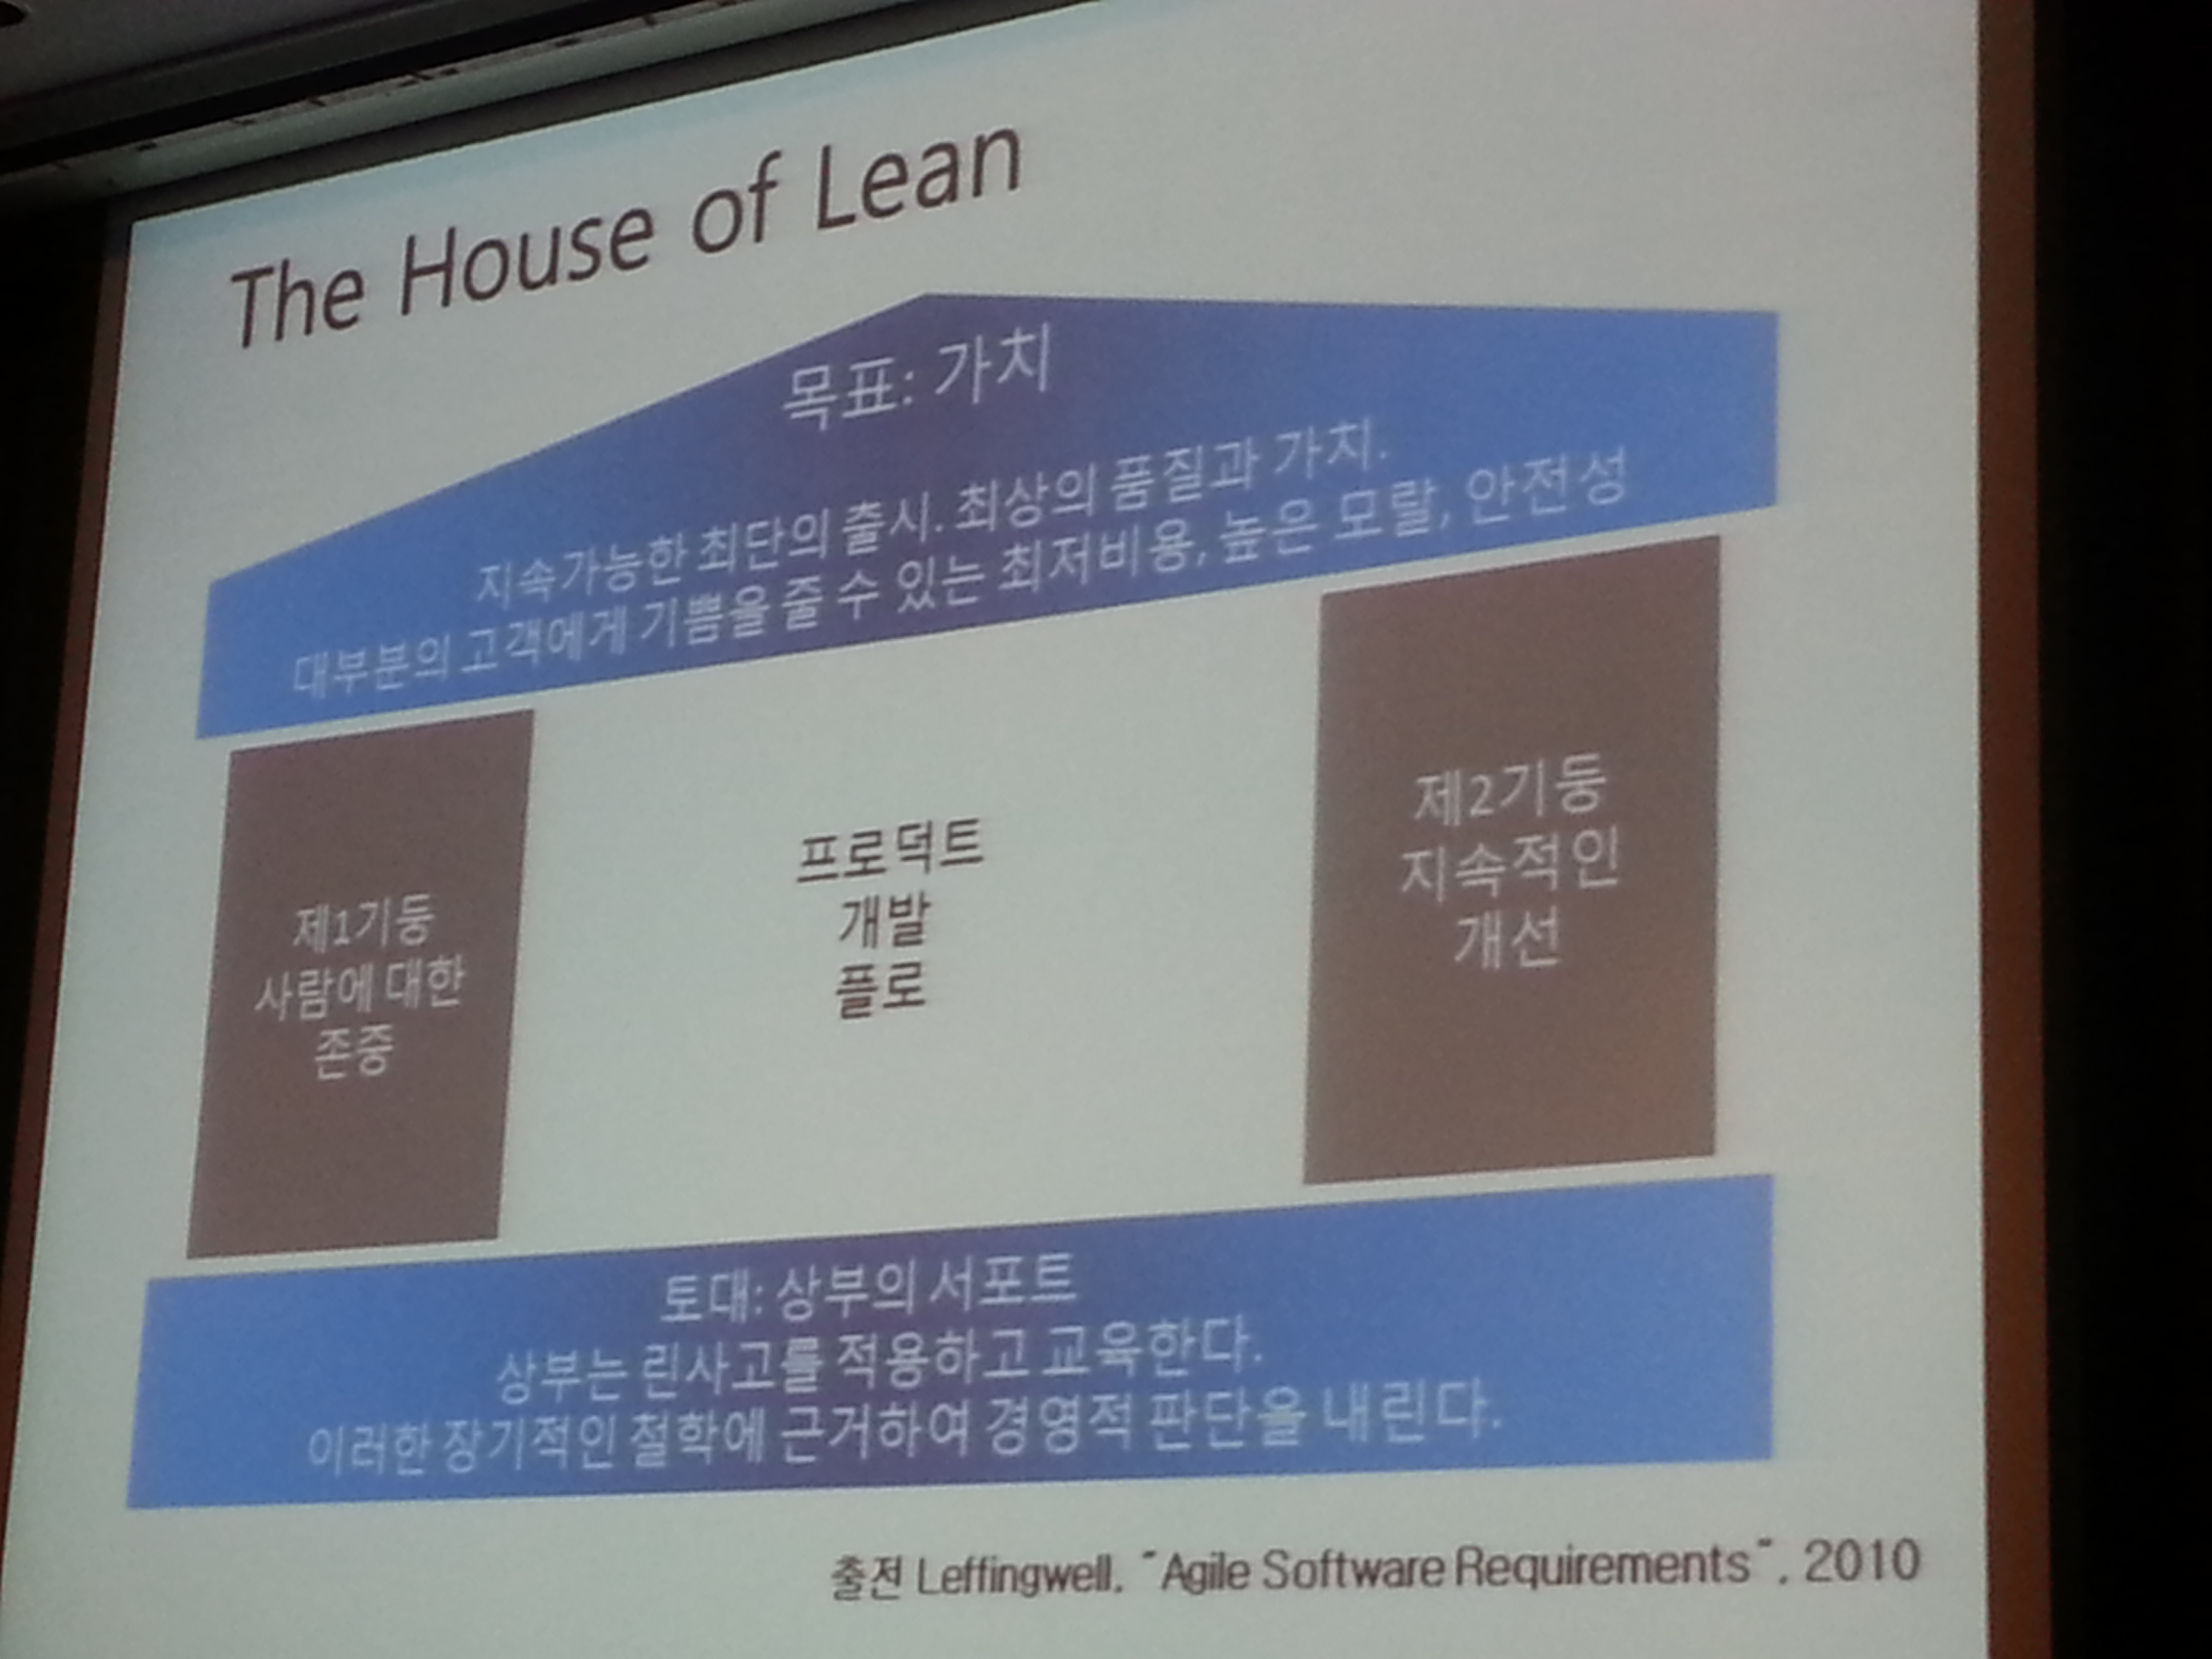 The House of Lean
목표: 가치
지속가능한 최단의 출시. 최상의 품질과 가치.
대부분의 고객에게 기쁨을 줄 수 있는 최저비용, 높은 모랄, 안전성
제1기둥
사람에 대한
존중
프로덕트
개발
플로
제2기둥
지속적인
개선
토대: 상부의 서포트
상부는 린사고를 적용하고 교육한다.
이러한 장기적인 철학에 근거하여 경영적 판단을 내린다.
출전 Leffingwell, "Agile Software Requirements", 2010